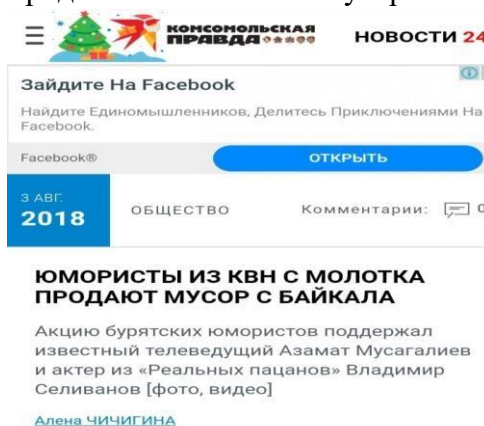 КОМСОМОЛЬСКАЯ
ПРАВДА
НОВОСТИ 24
Зайдите На Facebook
Найдите Единомышленников, Делитесь Приключениями На
Facebook.
Facebook®
ОТКРЫТЬ
3 АВГ.
2018
ОБЩЕСТВО
Комментарии:
ЮМОРИСТЫ ИЗ КВН С МОЛОТКА
ПРОДАЮТ МУСОР С БАЙКАЛА
Акцию бурятских юмористов поддержал
известный телеведущий Азамат Мусагалиев
и актер из «Реальных пацанов» Владимир
Селиванов [фото, видео]
Алена ЧИЧИГИНА